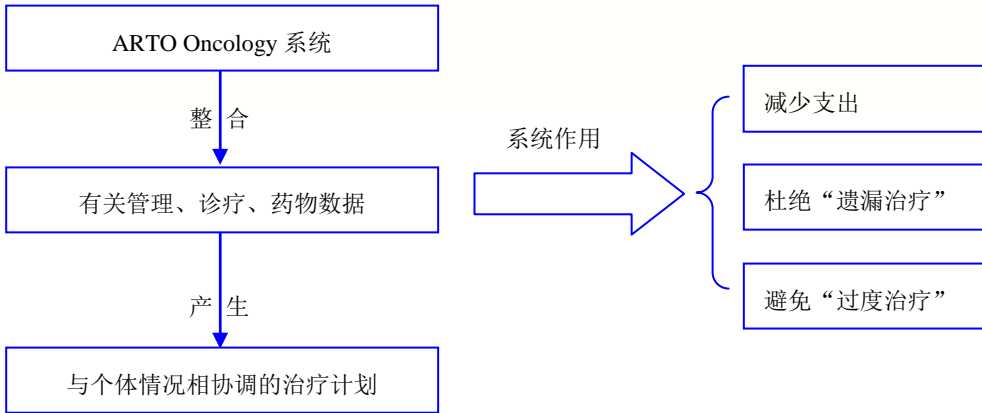 ARTO Oncology 系统
整 合
有关管理、诊疗、药物数据
产 生
与个体情况相协调的治疗计划
系统作用
减少支出
杜绝“遗漏治疗”
避免“过度治疗”